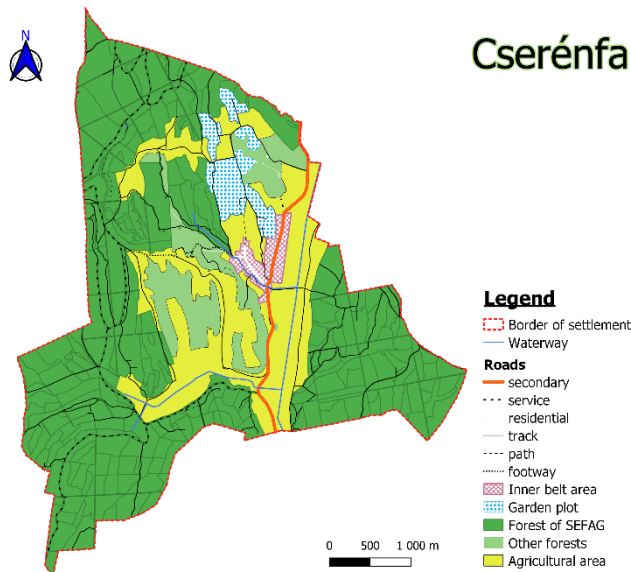 N
Cserénfa
Legend
Border of settlement
Waterway
Roads
secondary
service
residential
track
path
footway
Inner belt area
Garden plot
Forest of SEFAG
Other forests
Agricultural area
0 500 1 000 m